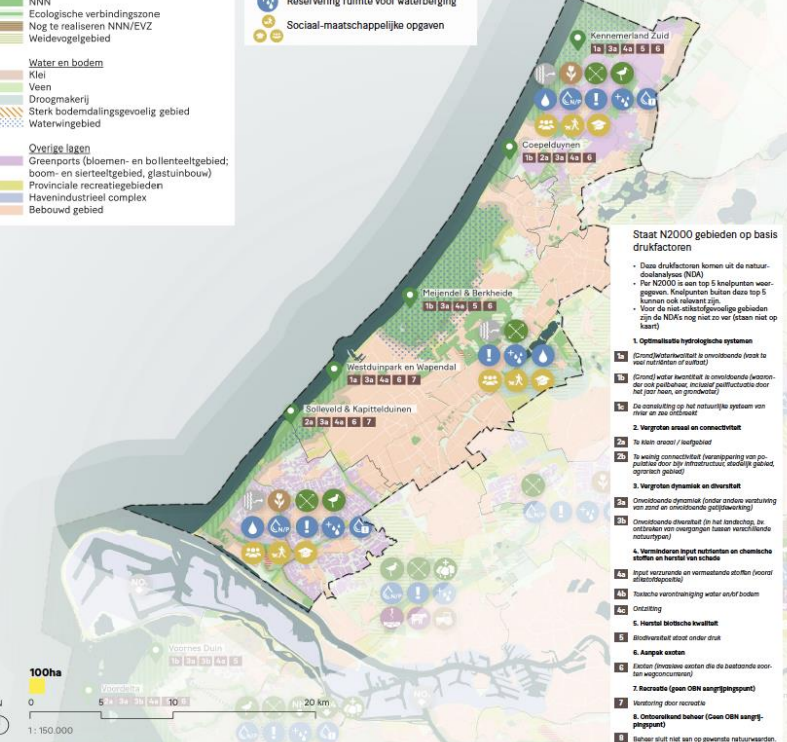 NNN
Ecologische verbindingszone
Nog te realiseren NNN/EVZ
Weidevogelgebied
Water en bodem
Klei
Veen
Droogmakerij
Sterk bodemdalingsgevoelig gebied
Waterwingebied
Overige lagen
Greenports (bloemen- en bollenteeltgebied;
boom- en sierteeltgebied, glastuinbouw)
Provinciale recreatiegebieden
Havenindustrieel complex
Bebouwd gebied
Reservering ruimte voor waterberging
Sociaal-maatschappelijke opgaven
Kennemerland Zuid
1a 3a 4a 5 6
N/P
Coepelduynen
1b 2a 3a 4a 6
Meijendel & Berkheide
1b 3a 4a 5 6
Westduinpark en Wapendal
1a 3a 4a 6 7
Solleveld & Kapittelduinen
2a 3a 4a 6 7
N/P
N/P
NO.
NO.
Voornes Duin
1b 3a 3b 4a 5
Voordelta
Staat N2000 gebieden op basis
drukfactoren
• Deze drukfactoren komen uit de natuur-
doelanalyses (NDA)
• Per N2000 is een top 5 knelpunten weer-
gegeven. Knelpunten buiten deze top 5
kunnen ook relevant zijn.
• Voor de niet-stikstofgevoelige gebieden
zijn de NDA's nog niet zo ver (staan niet op
kaart)
1. Optimalisatie hydrologische systemen
1a (Grond)Waterkwaliteit is onvoldoende (vaak te
veel nutriënten of sulfaat)
1b (Grond)water kwantiteit is onvoldoende (waaron-
der ook peilbeheer, inclusief peilfluctuatie door
het jaar heen, en grondwater)
1c De aansluiting op het natuurlijke systeem van
rivier en zee ontbreekt
2. Vergroten areaal en connectiviteit
2a Te klein areaal / leefgebied
2b Te weinig connectiviteit (versnippering van po-
pulaties door bijv infrastructuur, stedelijk gebied,
agrarisch gebied)
3. Vergroten dynamiek en diversiteit
3a Onvoldoende dynamiek (onder andere verstuiving
van zand en onvoldoende getijdewerking)
3b Onvoldoende diversiteit (in het landschap, bv.
ontbreken van overgangen tussen verschillende
natuurtypen)
4. Verminderen input nutrienten en chemische
stoffen en herstel van schade
4a Input verzurende en vermestende stoffen (vooral
stikstofdepositie)
4b Toxische verontreiniging water en/of bodem
4c Ontzilting
5. Herstel biotische kwaliteit
5 Biodiversiteit staat onder druk
6. Aanpak exoten
6 Exoten (invasieve exoten die de bestaande soor-
ten wegconcurreren)
7. Recreatie (geen OBN aangrijpingspunt)
7 Verstoring door recreatie
8. Ontoereikend beheer (Geen OBN aangrij-
pingspunt)
8 Beheer sluit niet aan op gewenste natuurwaarden.
100ha
0 5 10 20 km
1 : 150.000